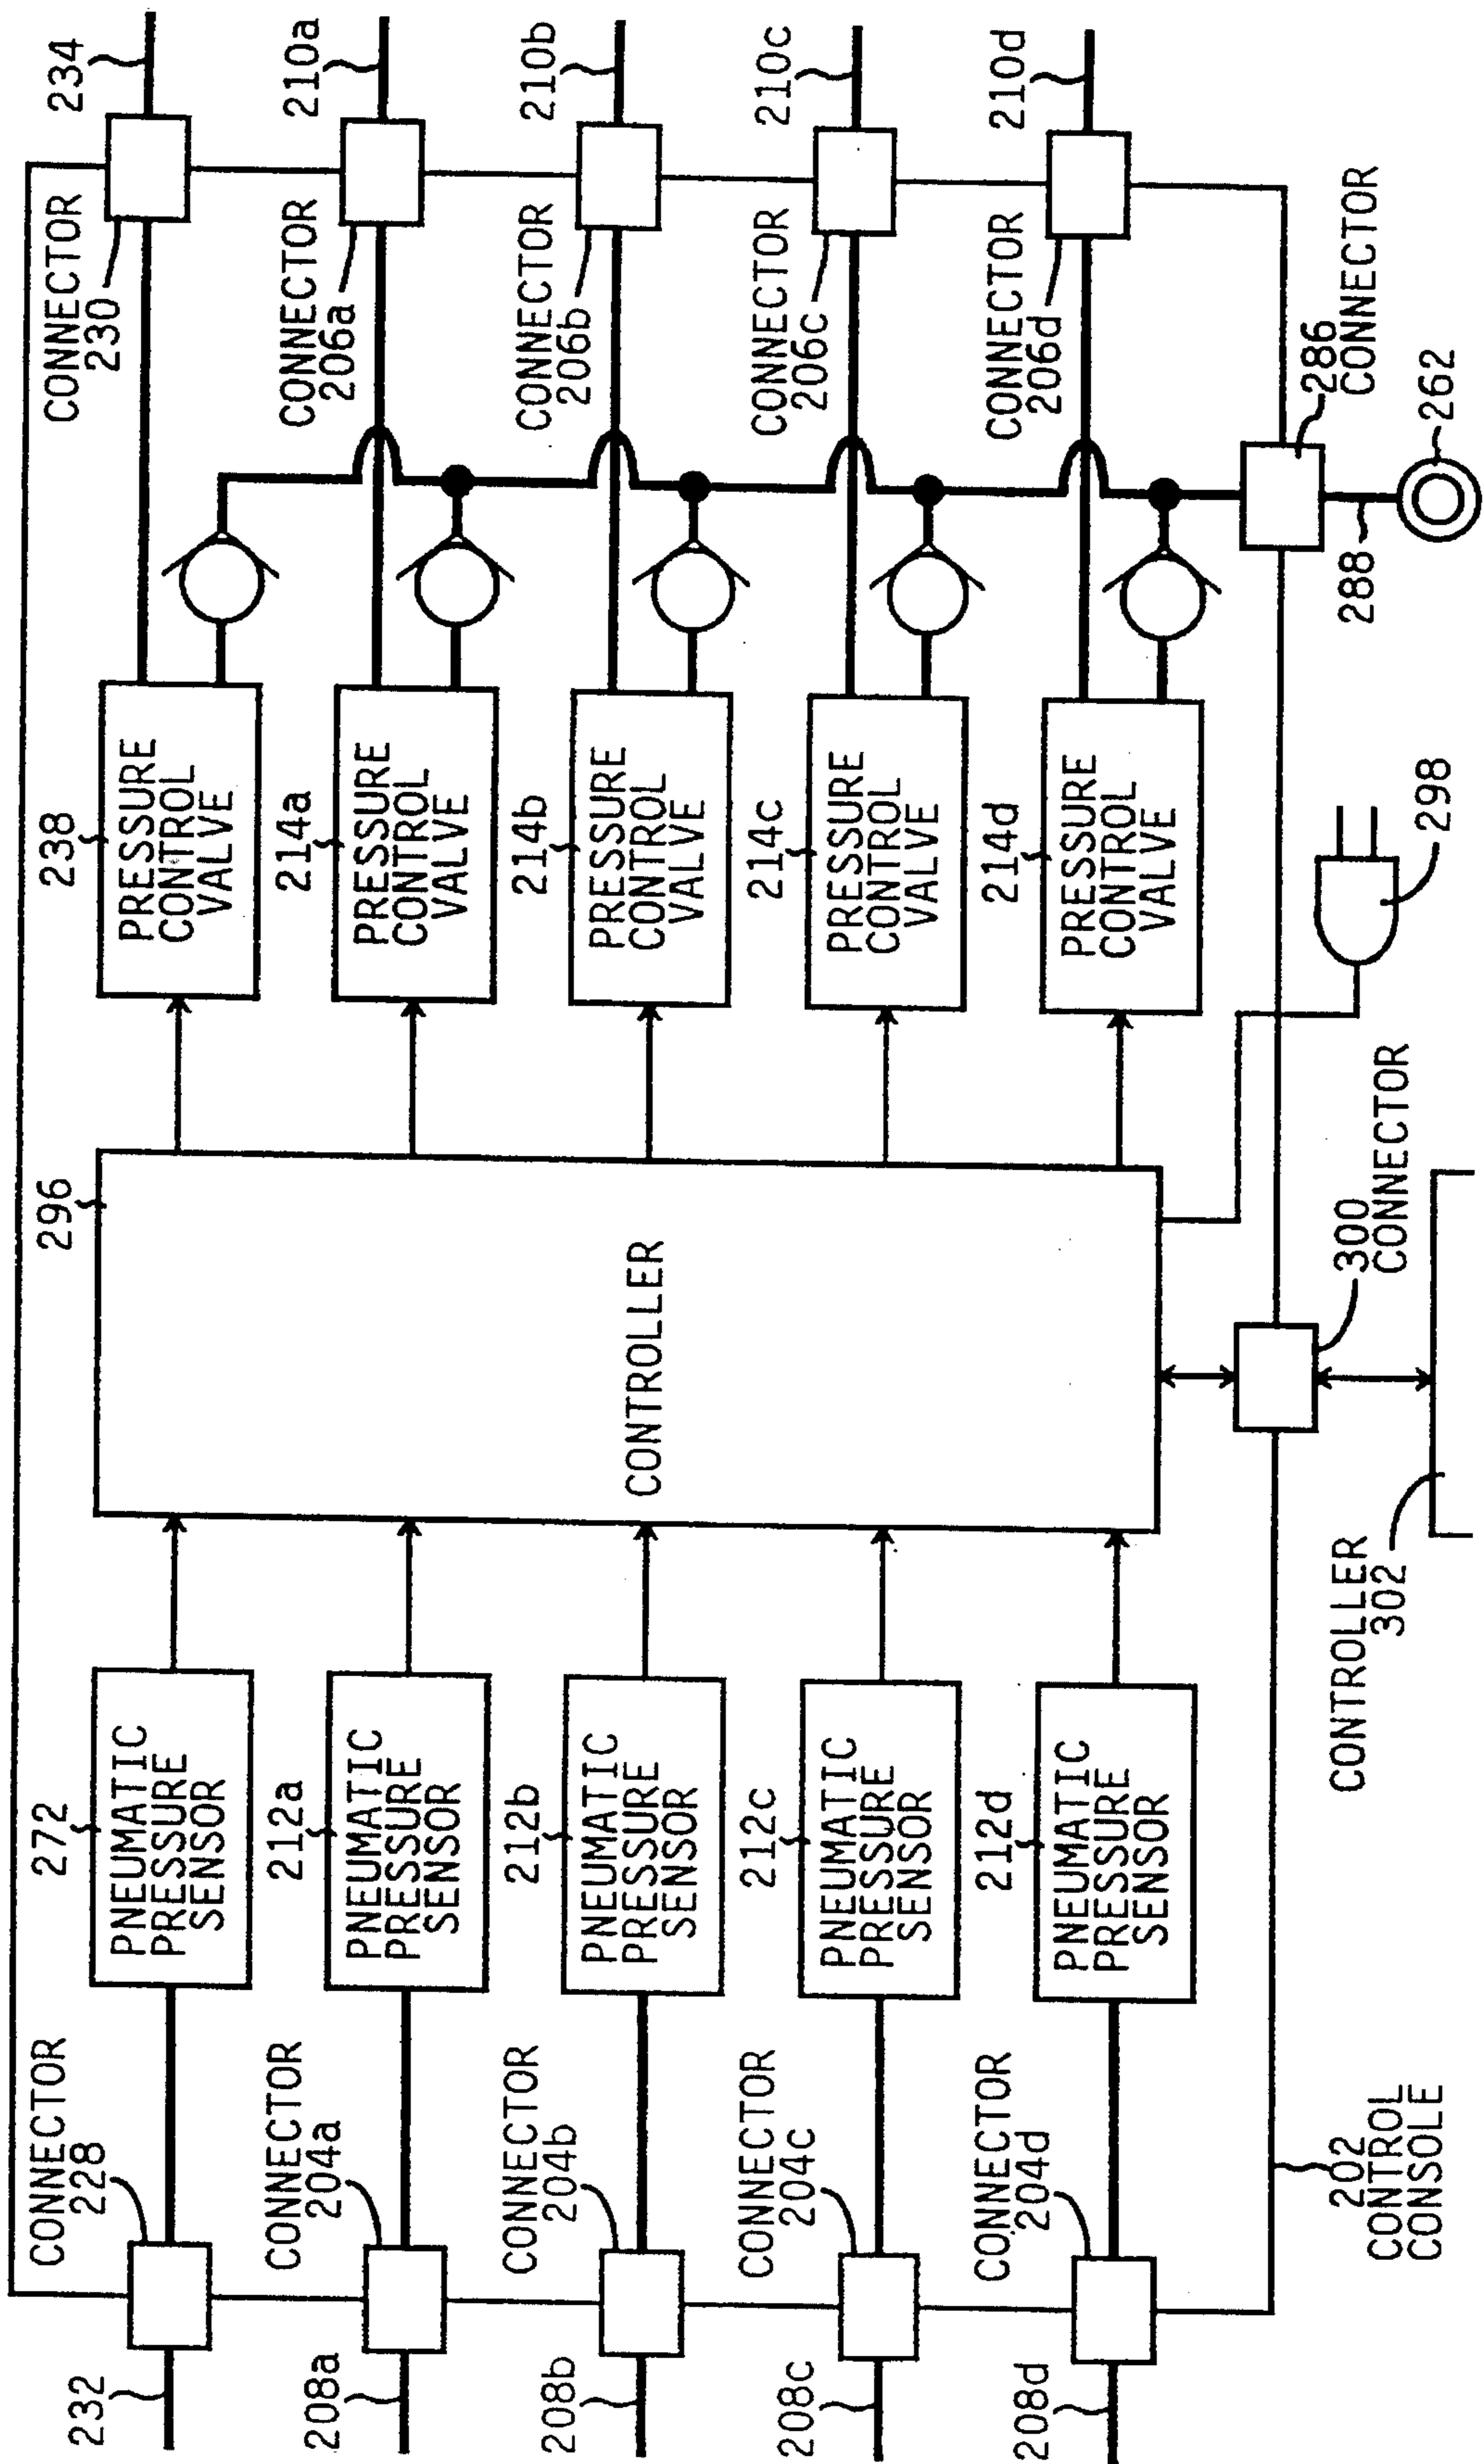 232
CONNECTOR
228
272
PNEUMATIC
PRESSURE
SENSOR
296
238
PRESSURE
CONTROL
VALVE
CONNECTOR
230
234
208a
CONNECTOR
204a
212a
PNEUMATIC
PRESSURE
SENSOR
214a
PRESSURE
CONTROL
VALVE
CONNECTOR
206a
210a
208b
CONNECTOR
204b
212b
PNEUMATIC
PRESSURE
SENSOR
CONTROLLER
214b
PRESSURE
CONTROL
VALVE
CONNECTOR
206b
210b
208c
CONNECTOR
204c
212c
PNEUMATIC
PRESSURE
SENSOR
214c
PRESSURE
CONTROL
VALVE
CONNECTOR
206c
210c
208d
CONNECTOR
204d
212d
PNEUMATIC
PRESSURE
SENSOR
214d
PRESSURE
CONTROL
VALVE
CONNECTOR
206d
210d
202
CONTROL
CONSOLE
CONTROLLER
302
300
CONNECTOR
298
288
286
CONNECTOR
262